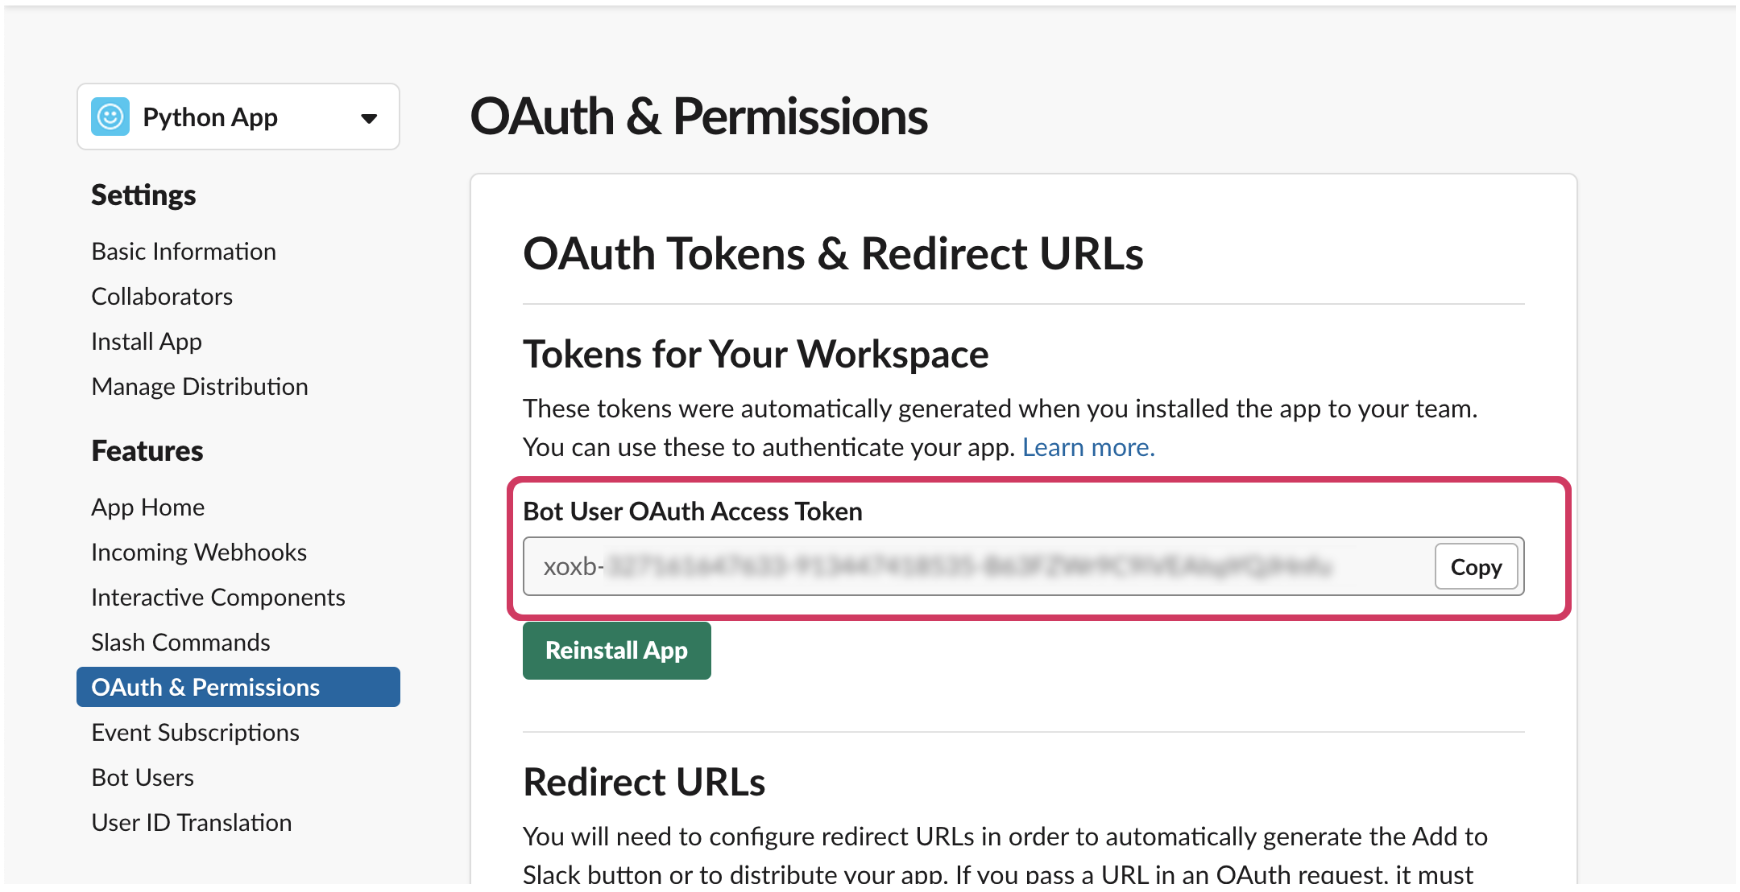 Python App
Settings
Basic Information
Collaborators
Install App
Manage Distribution
Features
App Home
Incoming Webhooks
Interactive Components
Slash Commands
OAuth & Permissions
Event Subscriptions
Bot Users
User ID Translation
OAuth & Permissions
OAuth Tokens & Redirect URLs
Tokens for Your Workspace
These tokens were automatically generated when you installed the app to your team.
You can use these to authenticate your app. Learn more.
Bot User OAuth Access Token
xoxb-
Copy
Reinstall App
Redirect URLs
You will need to configure redirect URLs in order to automatically generate the Add to
Slack button or to distribute your app. If you pass a URL in an OAuth request, it must